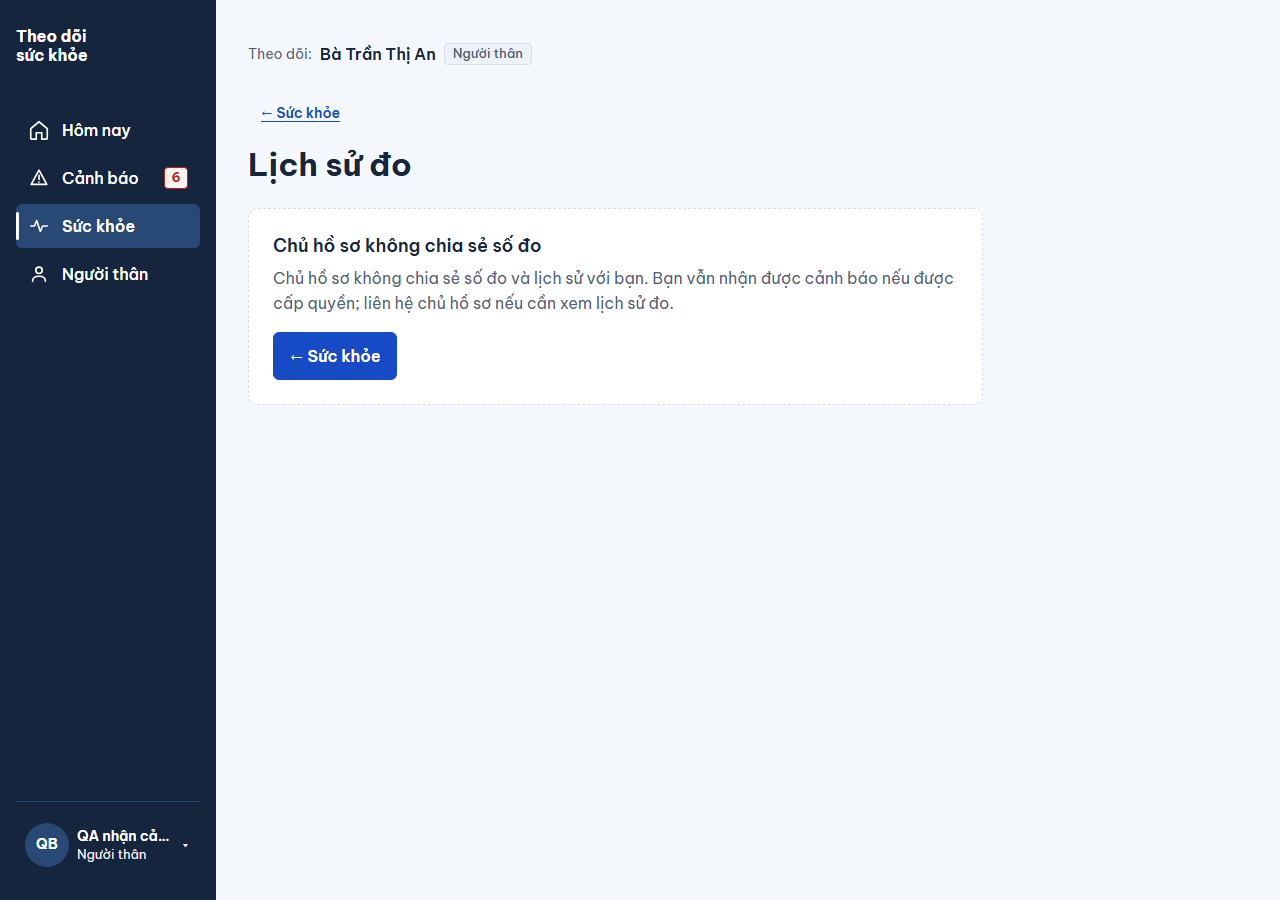 Theo dõi
sức khỏe
Hôm nay
Cảnh báo 6
Sức khỏe
Người thân
QB
QA nhận cả...
Người thân
Theo dõi: Bà Trần Thị An Người thân
← Sức khỏe
Lịch sử đo
Chủ hồ sơ không chia sẻ số đo
Chủ hồ sơ không chia sẻ số đo và lịch sử với bạn. Bạn vẫn nhận được cảnh báo nếu được
cấp quyền; liên hệ chủ hồ sơ nếu cần xem lịch sử đo.
← Sức khỏe